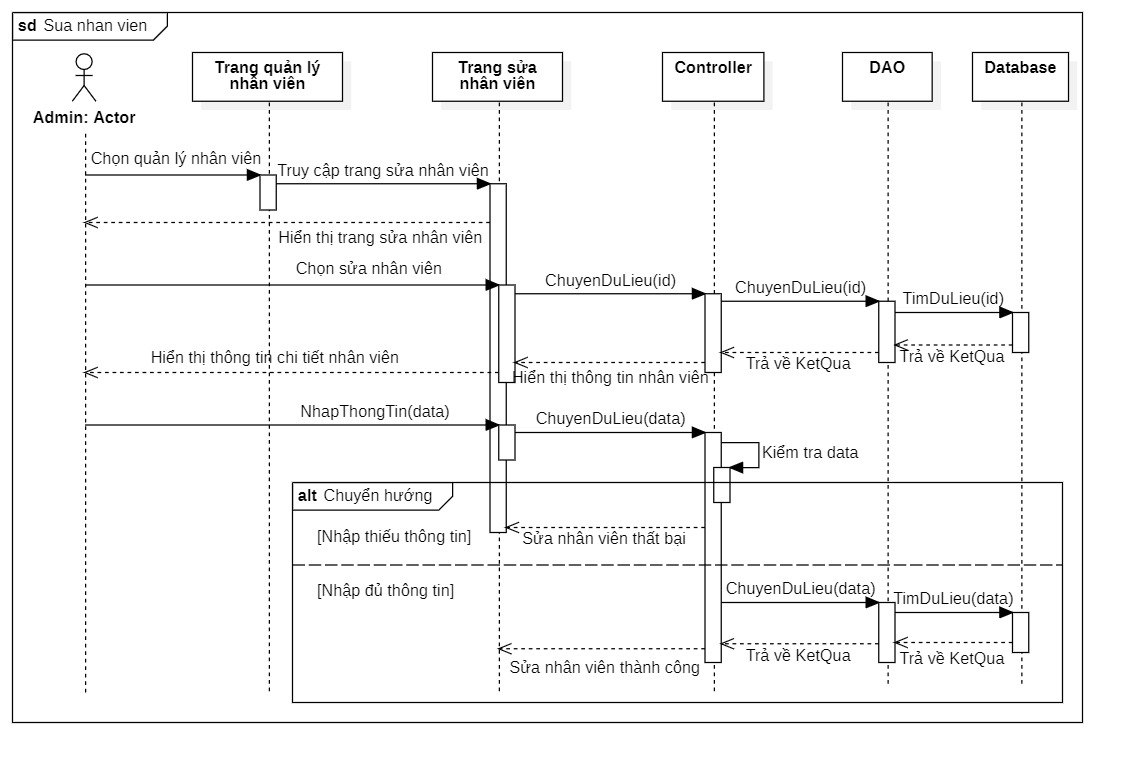 sd Sua nhan vien
Admin: Actor
Trang quản lý
nhân viên
Trang sửa
nhân viên
Controller
DAO
Database
Chọn quản lý nhân viên
Truy cập trang sửa nhân viên
Hiển thị trang sửa nhân viên
Chọn sửa nhân viên
ChuyenDuLieu(id)
ChuyenDuLieu(id)
TimDuLieu(id)
Trả về KetQua
Trả về KetQua
Hiển thị thông tin nhân viên
Hiển thị thông tin chi tiết nhân viên
NhapThongTin(data)
ChuyenDuLieu(data)
Kiểm tra data
alt Chuyển hướng
[Nhập thiếu thông tin]
Sửa nhân viên thất bại
[Nhập đủ thông tin]
ChuyenDuLieu(data)
TimDuLieu(data)
Trả về KetQua
Trả về KetQua
Sửa nhân viên thành công